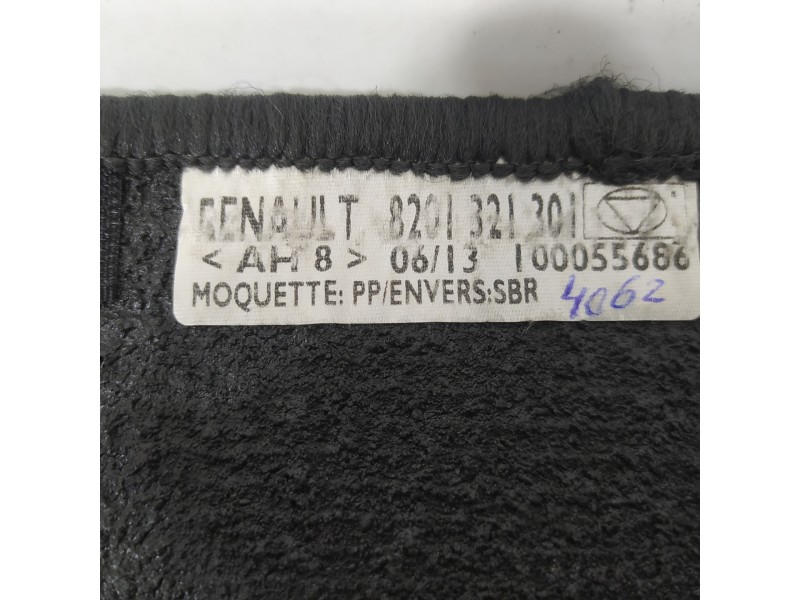 RENAULT 8201 321 301
< AH 8 > 06/13 100055686
MOQUETTE: PP/ENVERS:SBR 4062